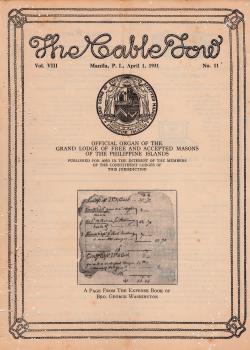 The Cable Tow
Vol. VIII Manila, P. I., April 1, 1931 No. 11
OFFICIAL ORGAN OF THE
GRAND LODGE OF FREE AND ACCEPTED MASONS
OF THE PHILIPPINE ISLANDS
PUBLISHED FOR AND IN THE INTEREST OF THE MEMBERS
OF THE CONSTITUENT LODGES OF
THIS JURISDICTION
A PAGE FROM THE EXPENSE BOOK OF
BRO. GEORGE WASHINGTON